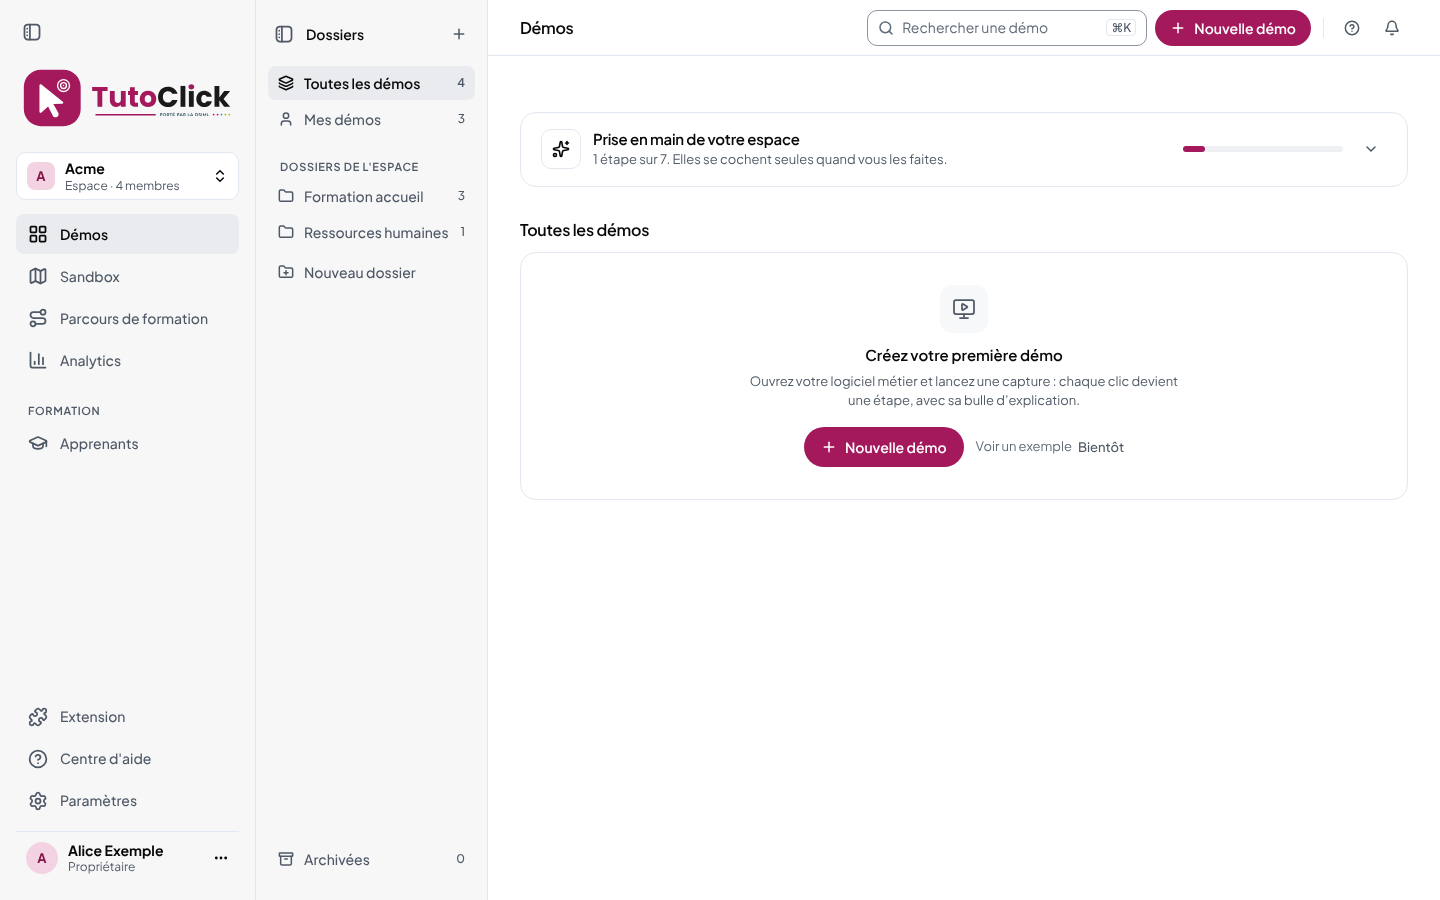 TutoClick
PORTÉ PAR LA DSIML
A
Acme
Espace · 4 membres
Démos
Sandbox
Parcours de formation
Analytics
FORMATION
Apprenants
Extension
Centre d'aide
Paramètres
A
Alice Exemple
Propriétaire
Dossiers
Toutes les démos 4
Mes démos 3
DOSSIERS DE L'ESPACE
Formation accueil 3
Ressources humaines 1
Nouveau dossier
Archivées 0
Démos
Rechercher une démo ⌘K
Nouvelle démo
Prise en main de votre espace
1 étape sur 7. Elles se cochent seules quand vous les faites.
Toutes les démos
Créez votre première démo
Ouvrez votre logiciel métier et lancez une capture : chaque clic devient
une étape, avec sa bulle d'explication.
Nouvelle démo
Voir un exemple Bientôt